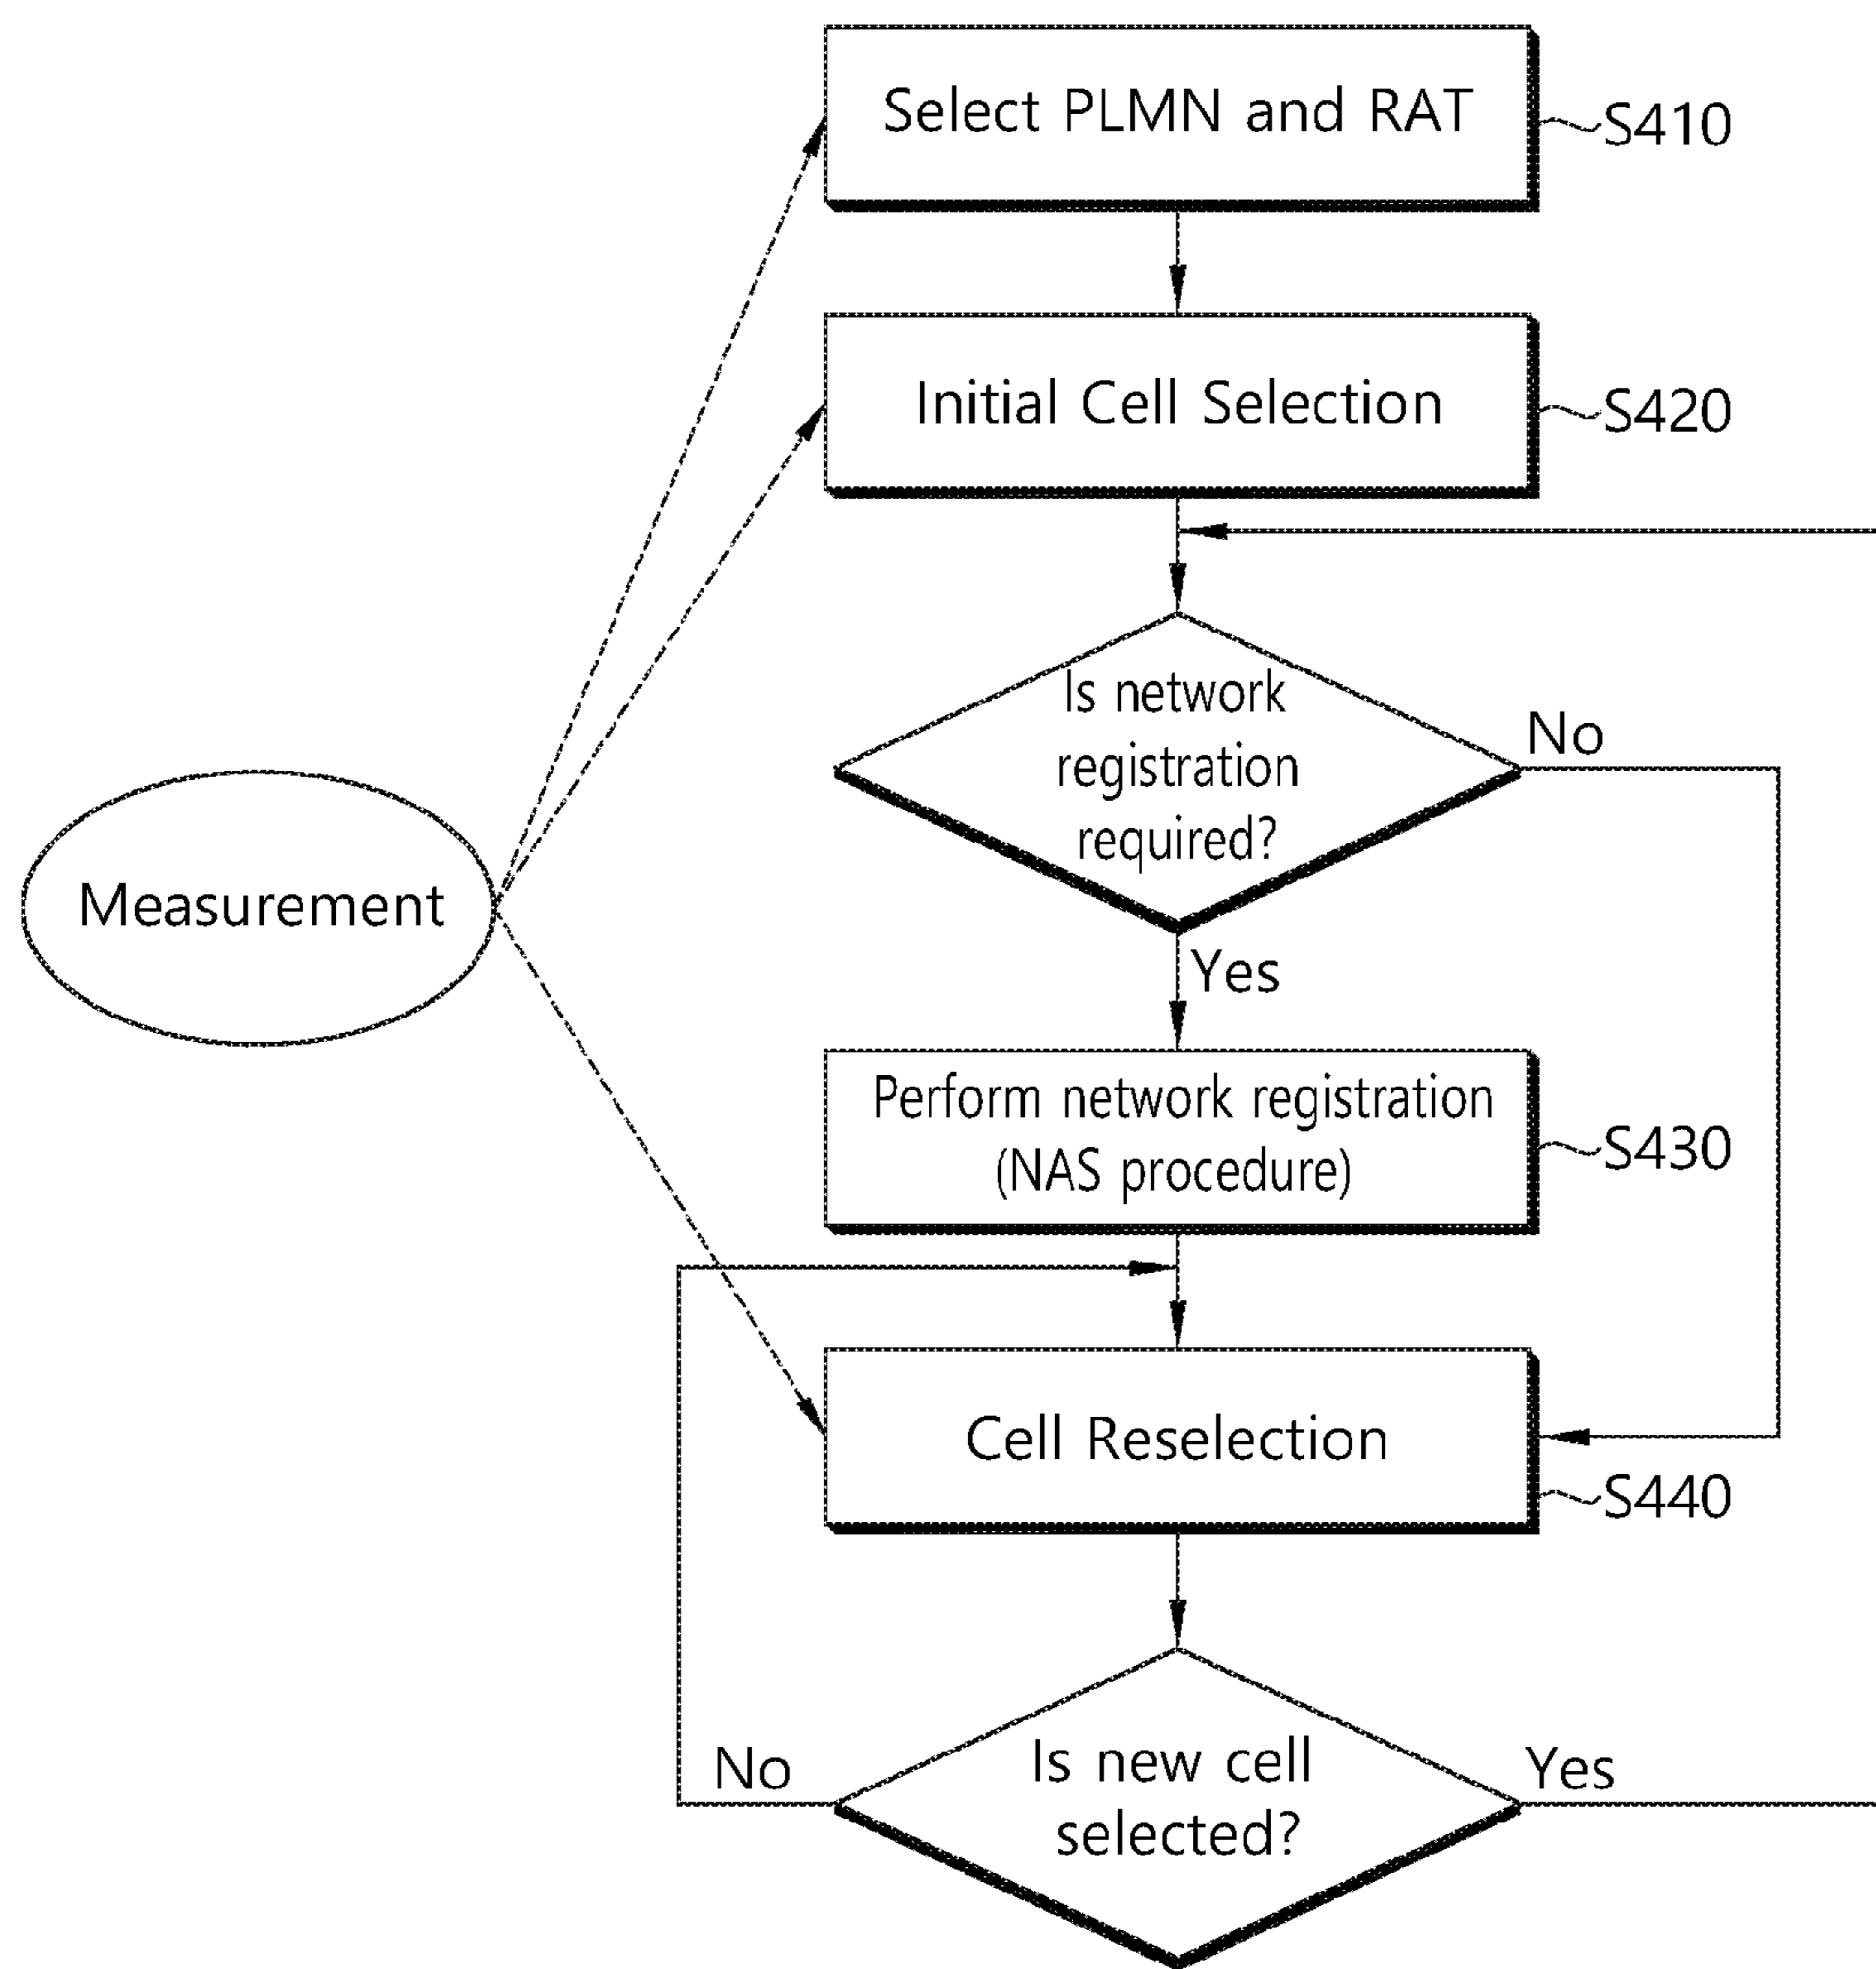 Select PLMN and RAT
S410
Initial Cell Selection
S420
Is network
registration
required?
No
Yes
Measurement
Perform network registration
(NAS procedure)
S430
Cell Reselection
S440
Is new cell
selected?
No
Yes